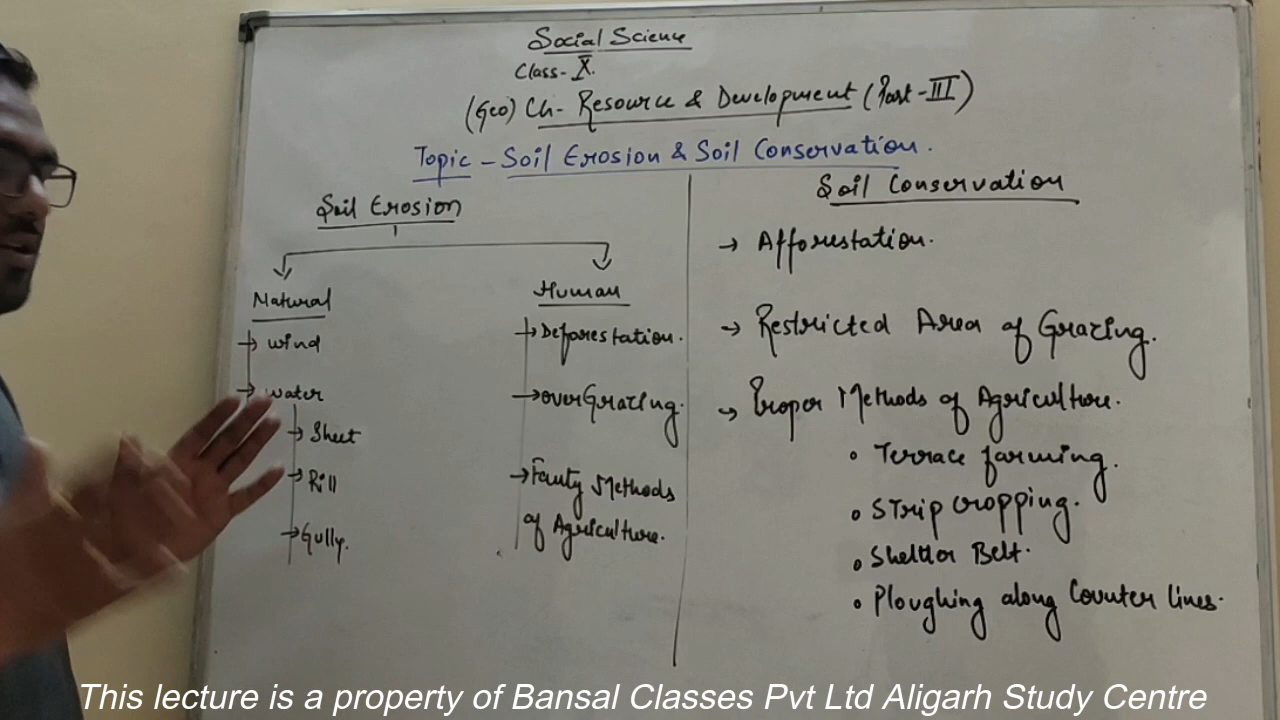 Social Science
Class- X.
(Geo) Ch- Resource & Development (Part-III)
Topic - Soil Erosion & Soil Conservation.
Soil Erosion
Natural
→ wind
→ water
→ Sheet
→ Rill
→ Gully.
Human
→ Deforestation.
→ overGrazing.
→ Faulty Methods
of Agriculture.
Soil Conservation
→ Afforestation.
→ Restricted Area of Grazing.
→ Proper Methods of Agriculture.
• Terrace farming.
• Strip cropping.
• Shelter Belt.
• Ploughing along Counter lines.
This lecture is a property of Bansal Classes Pvt Ltd Aligarh Study Centre